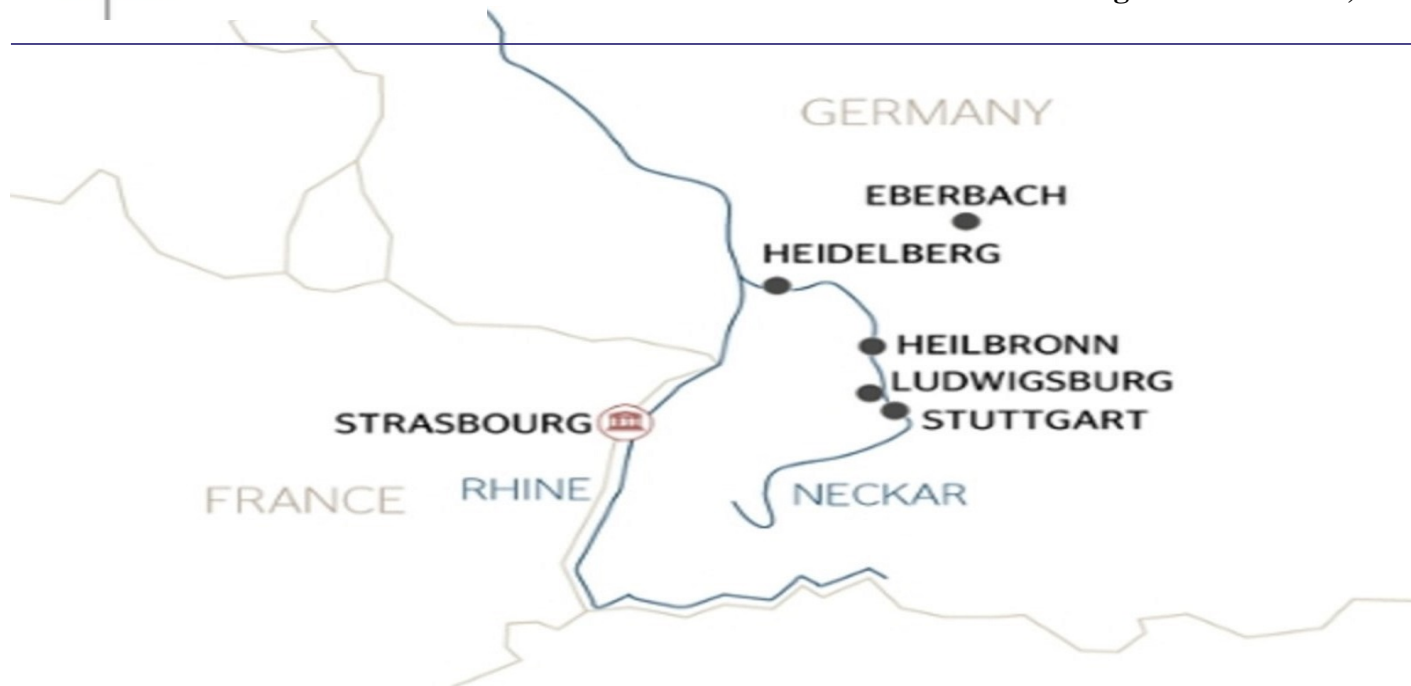 GERMANY
EBERBACH
HEIDELBERG
HEILBRONN
LUDWIGSBURG
STRASBOURG
STUTTGART
FRANCE
RHINE
NECKAR